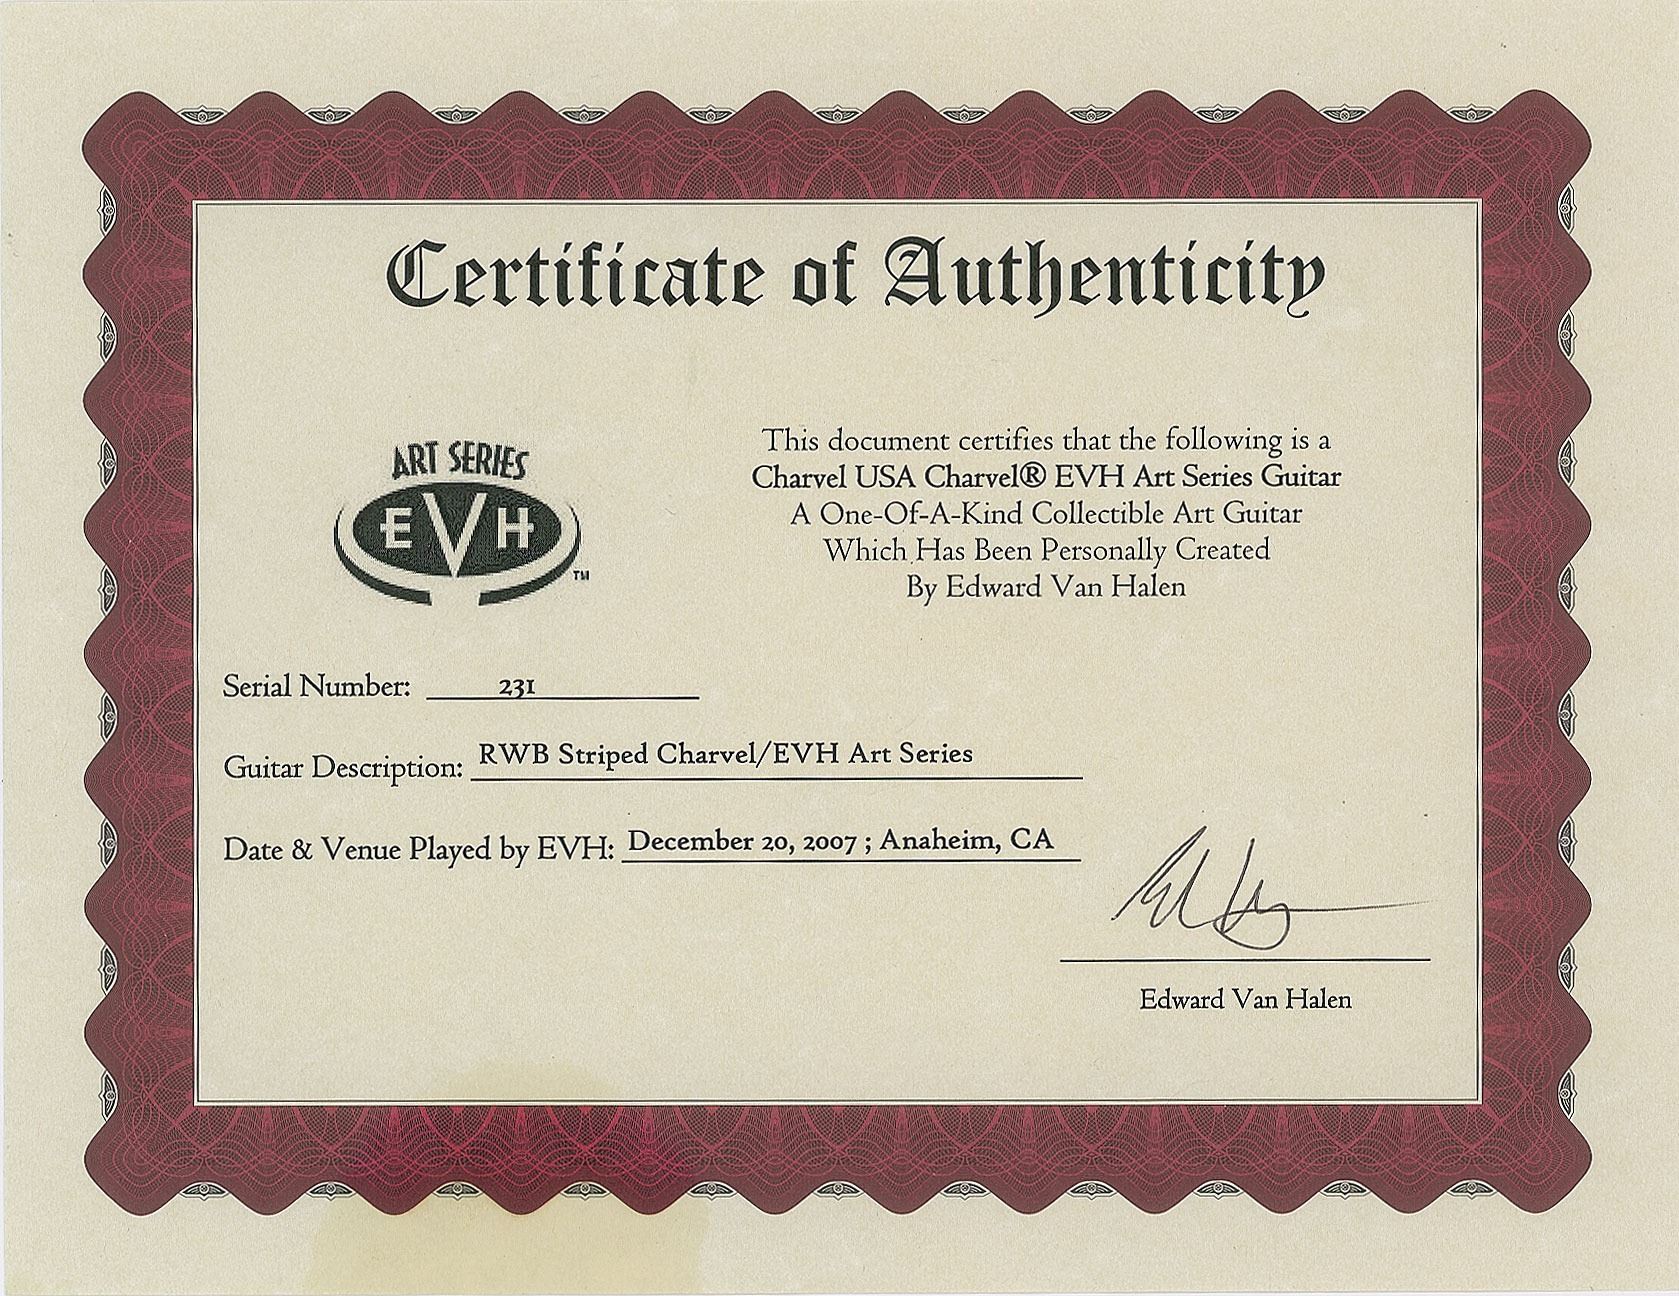 Certificate of Authenticity
ART SERIES
EVH
TM
This document certifies that the following is a
Charvel USA Charvel® EVH Art Series Guitar
A One-Of-A-Kind Collectible Art Guitar
Which Has Been Personally Created
By Edward Van Halen
Serial Number: 231
Guitar Description: RWB Striped Charvel/EVH Art Series
Date & Venue Played by EVH: December 20, 2007 ; Anaheim, CA
Edward Van Halen